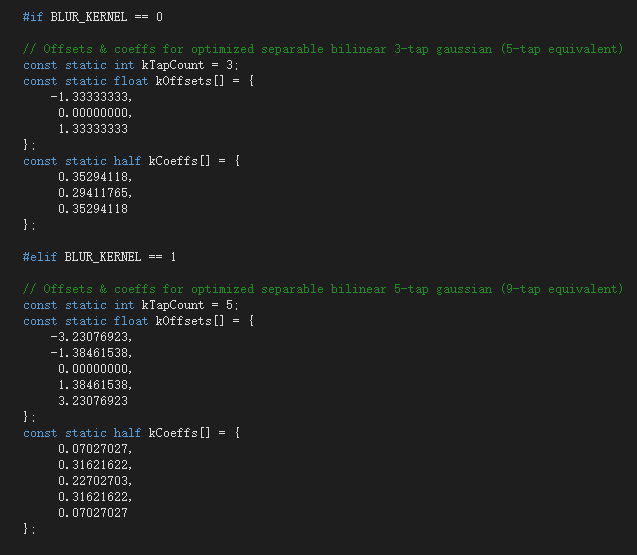 #if BLUR_KERNEL == 0
// Offsets & coeffs for optimized separable bilinear 3-tap gaussian (5-tap equivalent)
const static int kTapCount = 3;
const static float kOffsets[] = {
-1.33333333,
0.00000000,
1.33333333
};
const static half kCoeffs[] = {
0.35294118,
0.29411765,
0.35294118
};
#elif BLUR_KERNEL == 1
// Offsets & coeffs for optimized separable bilinear 5-tap gaussian (9-tap equivalent)
const static int kTapCount = 5;
const static float kOffsets[] = {
-3.23076923,
-1.38461538,
0.00000000,
1.38461538,
3.23076923
};
const static half kCoeffs[] = {
0.07027027,
0.31621622,
0.22702703,
0.31621622,
0.07027027
};